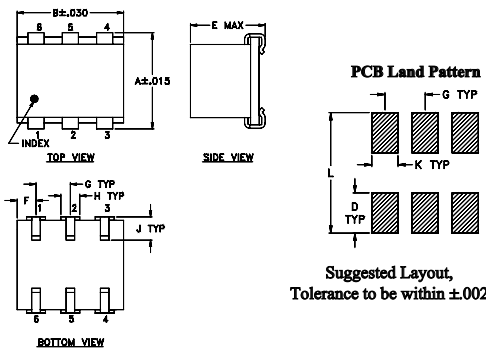 B±.030
6 5 4
A±.015
INDEX
1 2 3
TOP VIEW
E MAX
SIDE VIEW
PCB Land Pattern
G TYP
K TYP
L
D TYP
Suggested Layout,
Tolerance to be within ±.002
G TYP
H TYP
F
1 2 3
J TYP
6 5 4
BOTTOM VIEW